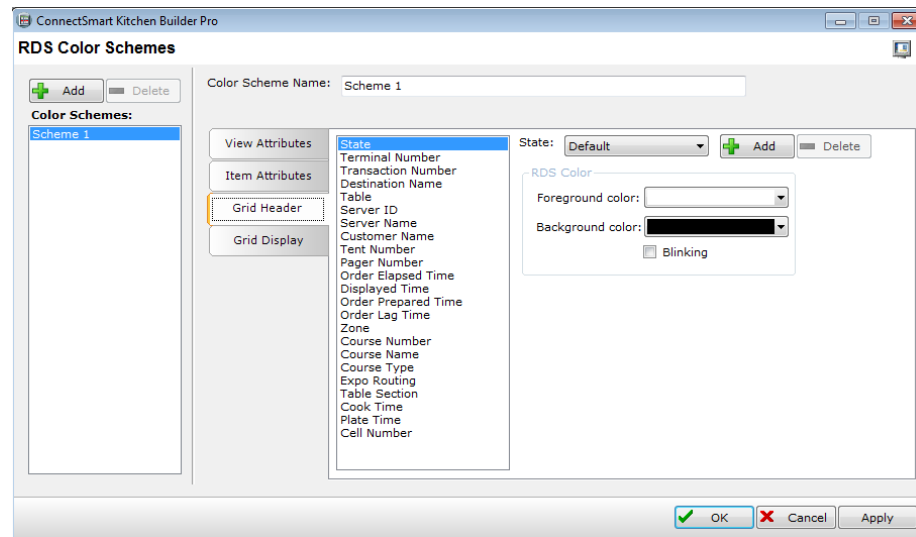 ConnectSmart Kitchen Builder Pro
RDS Color Schemes
Add
Delete
Color Schemes:
Scheme 1
Color Scheme Name:
Scheme 1
View Attributes
Item Attributes
Grid Header
Grid Display
State
Terminal Number
Transaction Number
Destination Name
Table
Server ID
Server Name
Customer Name
Tent Number
Pager Number
Order Elapsed Time
Displayed Time
Order Prepared Time
Order Lag Time
Zone
Course Number
Course Name
Course Type
Expo Routing
Table Section
Cook Time
Plate Time
Cell Number
State:
Default
Add
Delete
RDS Color
Foreground color:
Background color:
Blinking
OK
Cancel
Apply